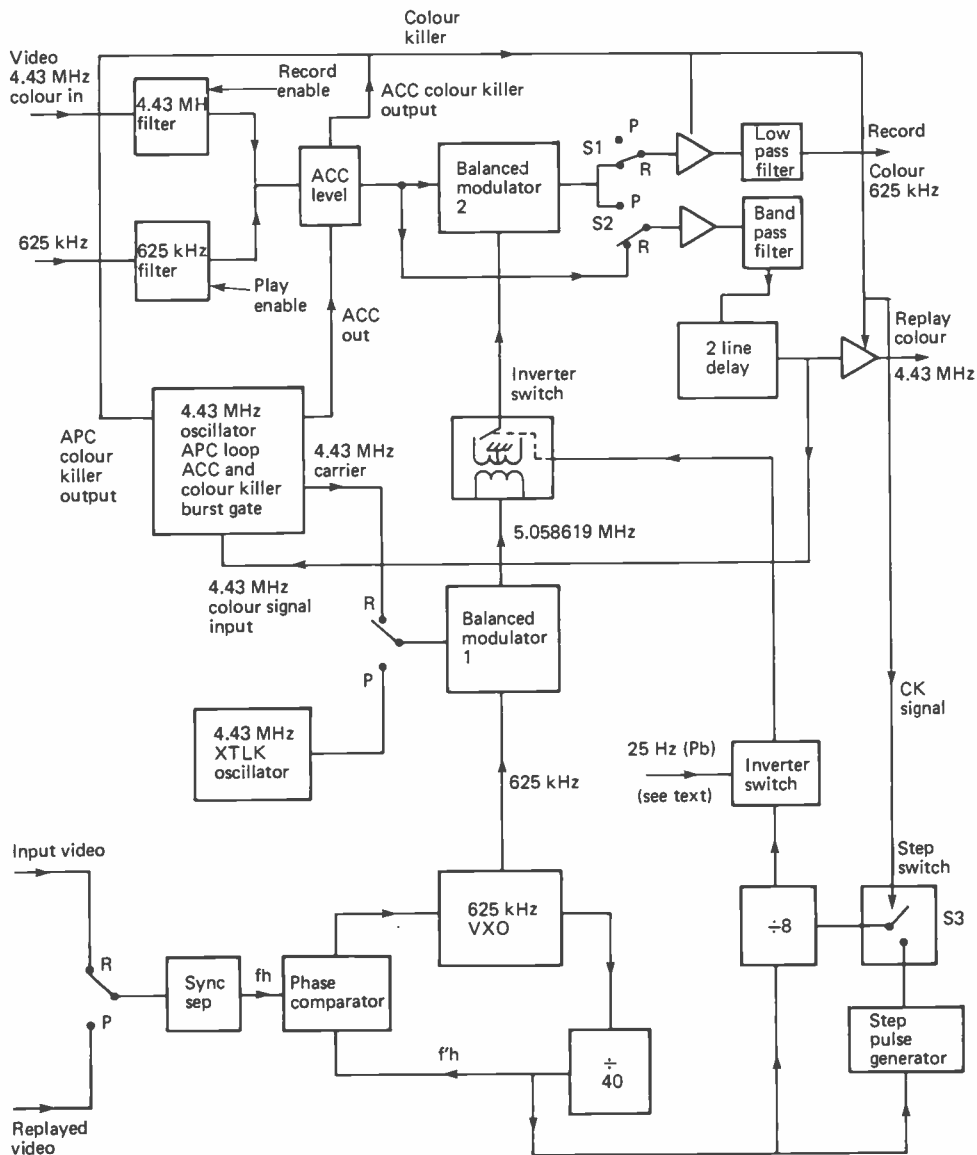 Colour
killer
Video
4.43 MHz
colour in
Record
enable
ACC colour killer
output
4.43 MH
filter
ACC
level
Balanced
modulator
2
S1
P
R
Low
pass
filter
Record
Colour
625 kHz
P
S2
R
Band
pass
filter
625 kHz
625 kHz
filter
Play
enable
ACC
out
Inverter
switch
2 line
delay
Replay
colour
4.43 MHz
APC
colour
killer
output
4.43 MHz
oscillator
APC loop
ACC and
colour killer
burst gate
4.43 MHz
carrier
5.058619 MHz
4.43 MHz
colour signal
input
R
P
Balanced
modulator
1
4.43 MHz
XTLK
oscillator
625 kHz
CK
signal
25 Hz (Pb)
(see text)
Inverter
switch
Input video
Step
switch
625 kHz
VXO
÷8
S3
R
P
Sync
sep
fh
Phase
comparator
f'h
÷
40
Step
pulse
generator
Replayed
video